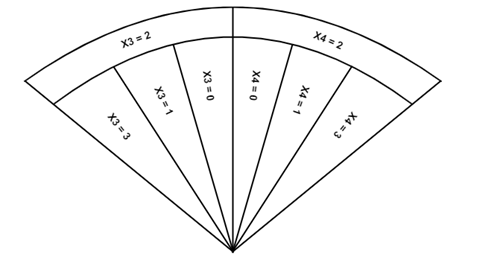 X3 = 2
X4 = 2
X3 = 3
X3 = 1
X3 = 0
X4 = 0
X4 = 1
X4 = 3